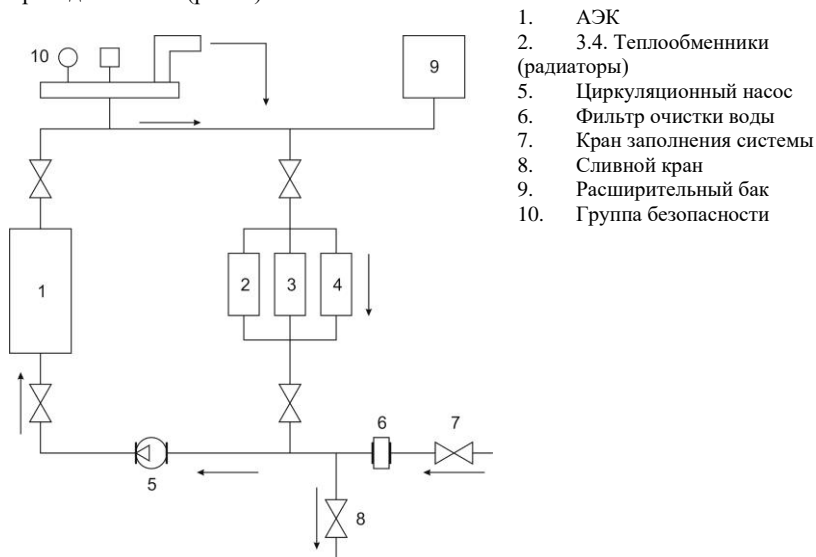 1. АЭК
2. 3.4. Теплообменники
(радиаторы)
5. Циркуляционный насос
6. Фильтр очистки воды
7. Кран заполнения системы
8. Сливной кран
9. Расширительный бак
10. Группа безопасности
10
9
1
2 3 4
6 7
5
8